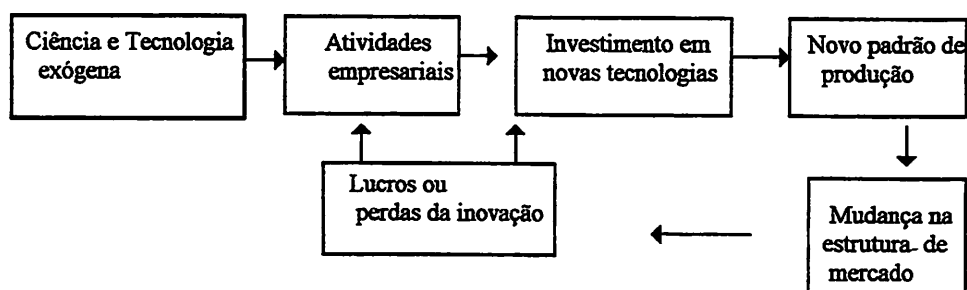 Ciência e Tecnologia
exógena
Atividades
empresariais
Investimento em
novas tecnologias
Novo padrão de
produção
Lucros ou
perdas da inovação
Mudança na
estrutura- de
mercado